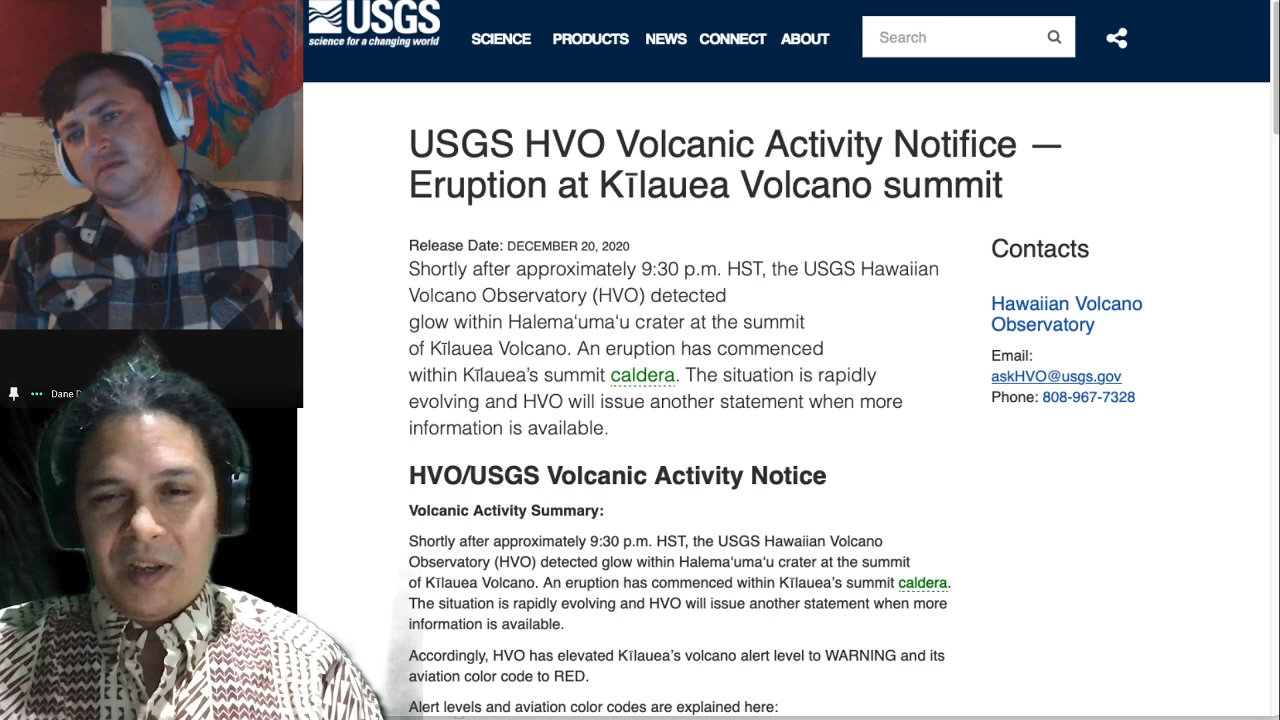 USGS
science for a changing world
SCIENCE PRODUCTS NEWS CONNECT ABOUT
Search
USGS HVO Volcanic Activity Notifice —
Eruption at Kīlauea Volcano summit
Release Date: DECEMBER 20, 2020
Shortly after approximately 9:30 p.m. HST, the USGS Hawaiian
Volcano Observatory (HVO) detected
glow within Halemaʻumaʻu crater at the summit
of Kīlauea Volcano. An eruption has commenced
within Kīlauea's summit caldera. The situation is rapidly
evolving and HVO will issue another statement when more
information is available.
Contacts
Hawaiian Volcano
Observatory
Email:
askHVO@usgs.gov
Phone: 808-967-7328
HVO/USGS Volcanic Activity Notice
Volcanic Activity Summary:
Shortly after approximately 9:30 p.m. HST, the USGS Hawaiian Volcano
Observatory (HVO) detected glow within Halemaʻumaʻu crater at the summit
of Kīlauea Volcano. An eruption has commenced within Kīlauea's summit caldera.
The situation is rapidly evolving and HVO will issue another statement when more
information is available.
Accordingly, HVO has elevated Kīlauea's volcano alert level to WARNING and its
aviation color code to RED.
Alert levels and aviation color codes are explained here:
Dane